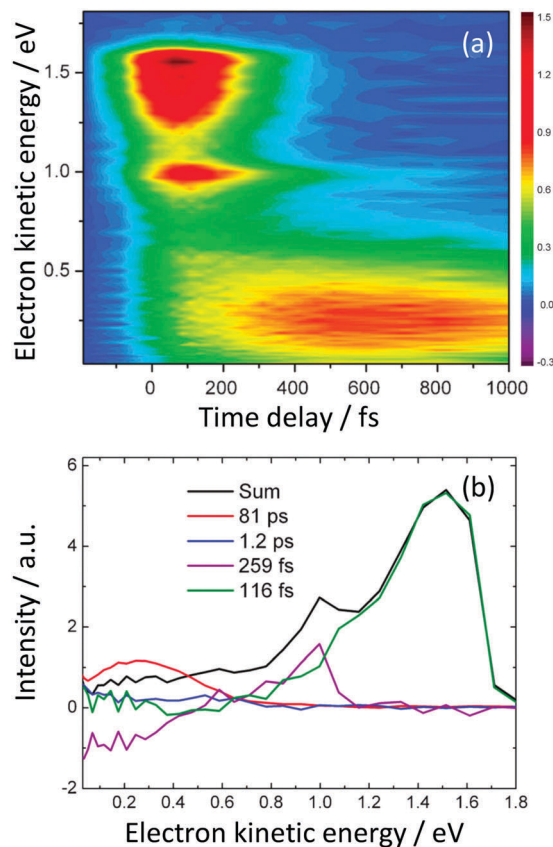 (a)
Electron kinetic energy / eV
1.5
1.0
0.5
0
200
400
600
800
1000
Time delay / fs
1.5
1.2
0.9
0.6
0.3
0.0
-0.3
(b)
Intensity / a.u.
6
4
2
0
-2
Sum
81 ps
1.2 ps
259 fs
116 fs
0.2
0.4
0.6
0.8
1.0
1.2
1.4
1.6
1.8
Electron kinetic energy / eV